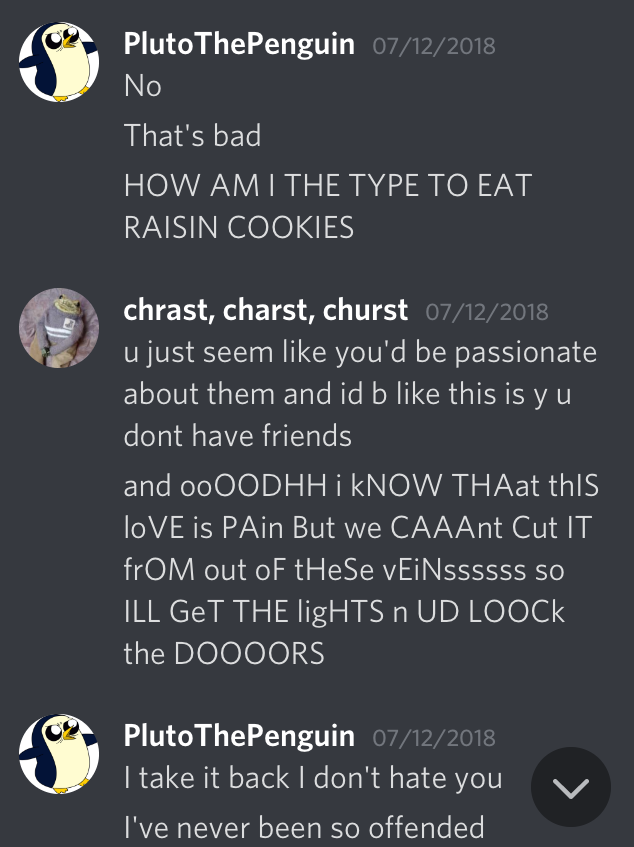 PlutoThePenguin 07/12/2018
No
That's bad
HOW AM I THE TYPE TO EAT
RAISIN COOKIES
chrast, charst, churst 07/12/2018
u just seem like you'd be passionate
about them and id b like this is y u
dont have friends
and ooOODHH i kNOW THAat thIS
loVE is PAin But we CAAAnt Cut IT
frOM out oF tHeSe vEiNssssss so
ILL GeT THE ligHTS n UD LOOCk
the DOOOORS
PlutoThePenguin 07/12/2018
I take it back I don't hate you
I've never been so offended